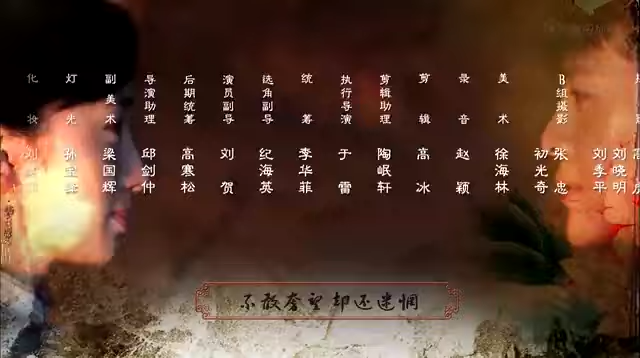 刘晓明
刘季平
B组摄影 张忠
初光奇
美术 徐海林
录音 赵颖
剪辑 高冰
剪辑助理 陶岷轩
执行导演 于雷
统筹 李华菲
选角副导 纪海英
演员副导 刘贺
后期统筹 高寒松
导演助理 邱剑仲
副美术 梁国辉
灯光 孙宝
化妆 刘
不敢奢望却还迷惘